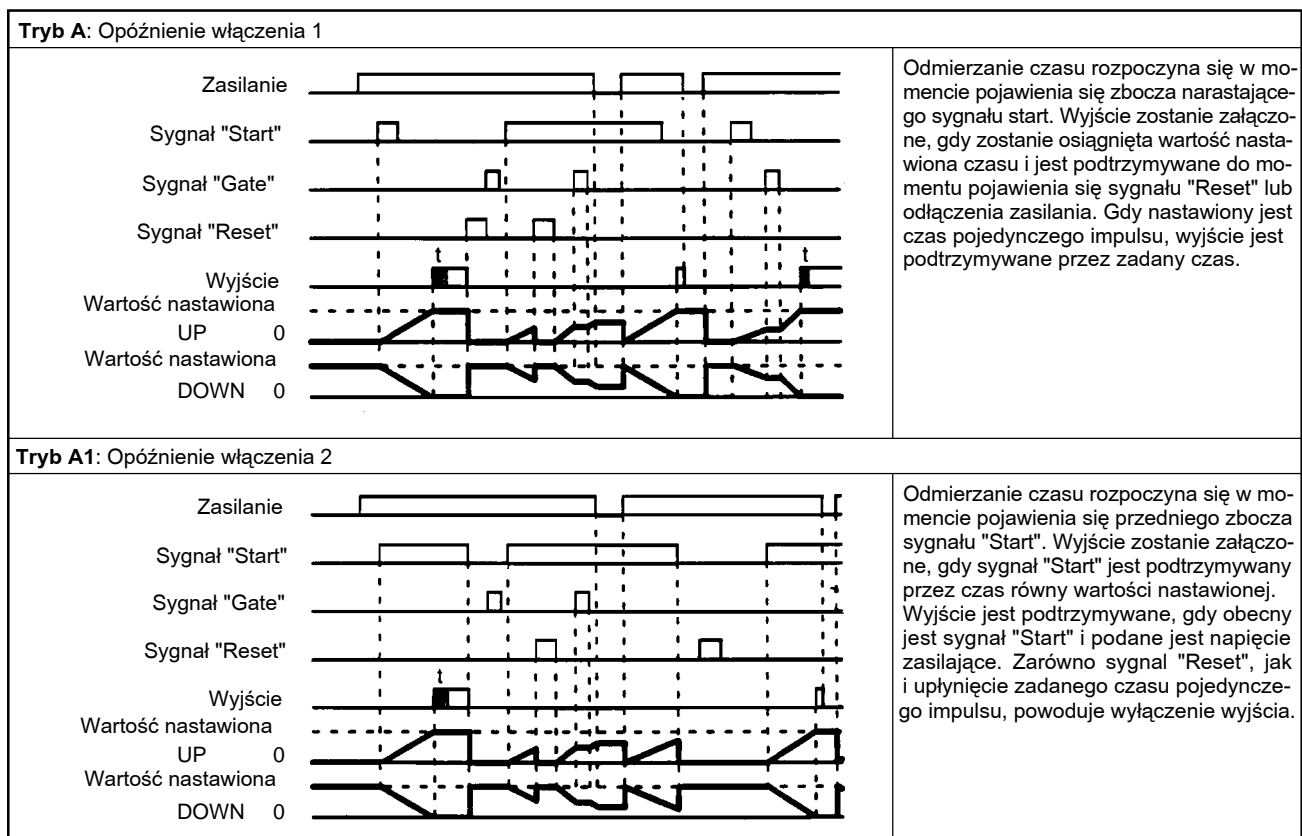 Tryb A: Opóźnienie włączenia 1
Zasilanie
Sygnał "Start"
Sygnał "Gate"
Sygnał "Reset"
t
t
Wyjście
Wartość nastawiona
UP 0
Wartość nastawiona
DOWN 0
Odmierzanie czasu rozpoczyna się w mo-
mencie pojawienia się zbocza narastające-
go sygnału start. Wyjście zostanie załączo-
ne, gdy zostanie osiągnięta wartość nasta-
wiona czasu i jest podtrzymywane do mo-
mentu pojawienia się sygnału "Reset" lub
odłączenia zasilania. Gdy nastawiony jest
czas pojedynczego impulsu, wyjście jest
podtrzymywane przez zadany czas.
Tryb A1: Opóźnienie włączenia 2
Zasilanie
Sygnał "Start"
Sygnał "Gate"
Sygnał "Reset"
t
Wyjście
Wartość nastawiona
UP 0
Wartość nastawiona
DOWN 0
Odmierzanie czasu rozpoczyna się w mo-
mencie pojawienia się przedniego zbocza
sygnału "Start". Wyjście zostanie załączo-
ne, gdy sygnał "Start" jest podtrzymywany
przez czas równy wartości nastawionej.
Wyjście jest podtrzymywane, gdy obecny
jest sygnał "Start" i podane jest napięcie
zasilające. Zarówno sygnal "Reset", jak
i upłynięcie zadanego czasu pojedyncze-
go impulsu, powoduje wyłączenie wyjścia.